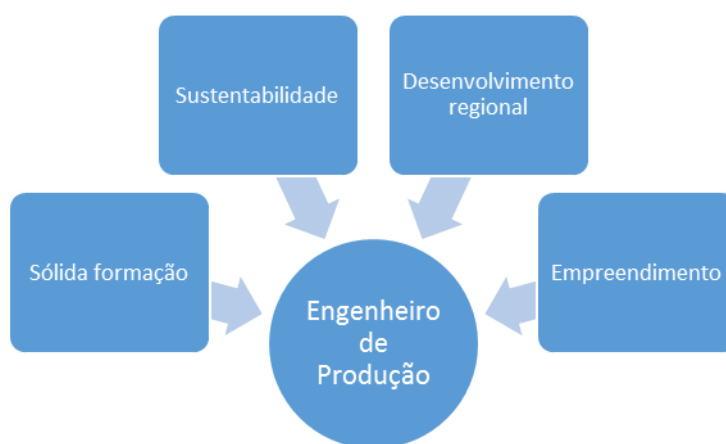 Sustentabilidade
Desenvolvimento
regional
Sólida formação
Empreendimento
Engenheiro
de
Produção